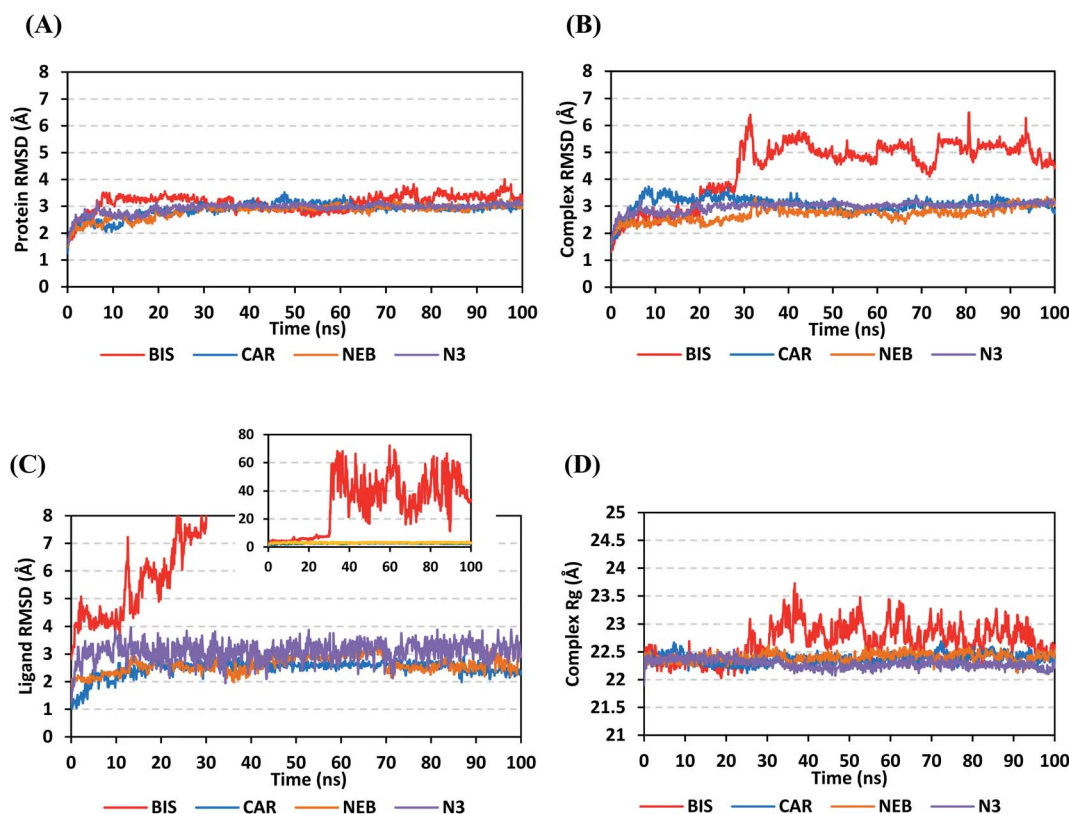 (A)
8
7
6
5
4
3
2
1
0
Protein RMSD (Å)
0 10 20 30 40 50 60 70 80 90 100
Time (ns)
BIS CAR NEB N3
(B)
8
7
6
5
4
3
2
1
0
Complex RMSD (Å)
0 10 20 30 40 50 60 70 80 90 100
Time (ns)
BIS CAR NEB N3
(C)
80
60
40
20
0
0 20 40 60 80 100
8
7
6
5
4
3
2
1
0
Ligand RMSD (Å)
0 10 20 30 40 50 60 70 80 90 100
Time (ns)
BIS CAR NEB N3
(D)
25
24.5
24
23.5
23
22.5
22
21.5
21
Complex Rg (Å)
0 10 20 30 40 50 60 70 80 90 100
Time (ns)
BIS CAR NEB N3